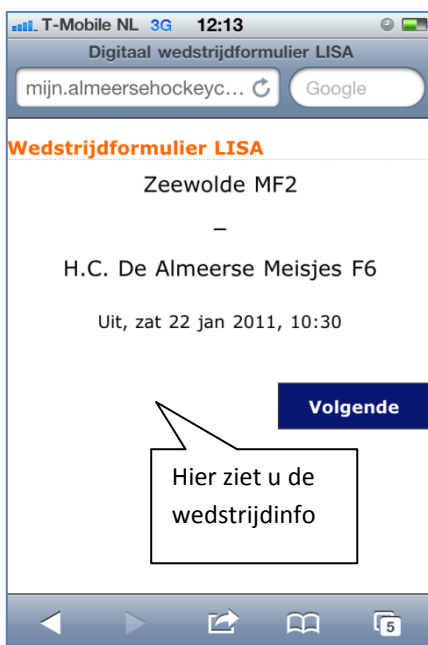 T-Mobile NL 3G 12:13
Digitaal wedstrijdformulier LISA
mijn.almeersehockeyc... Google
Wedstrijdformulier LISA
Zeewolde MF2
–
H.C. De Almeerse Meisjes F6
Uit, zat 22 jan 2011, 10:30
Volgende
Hier ziet u de
wedstrijdinfo
5